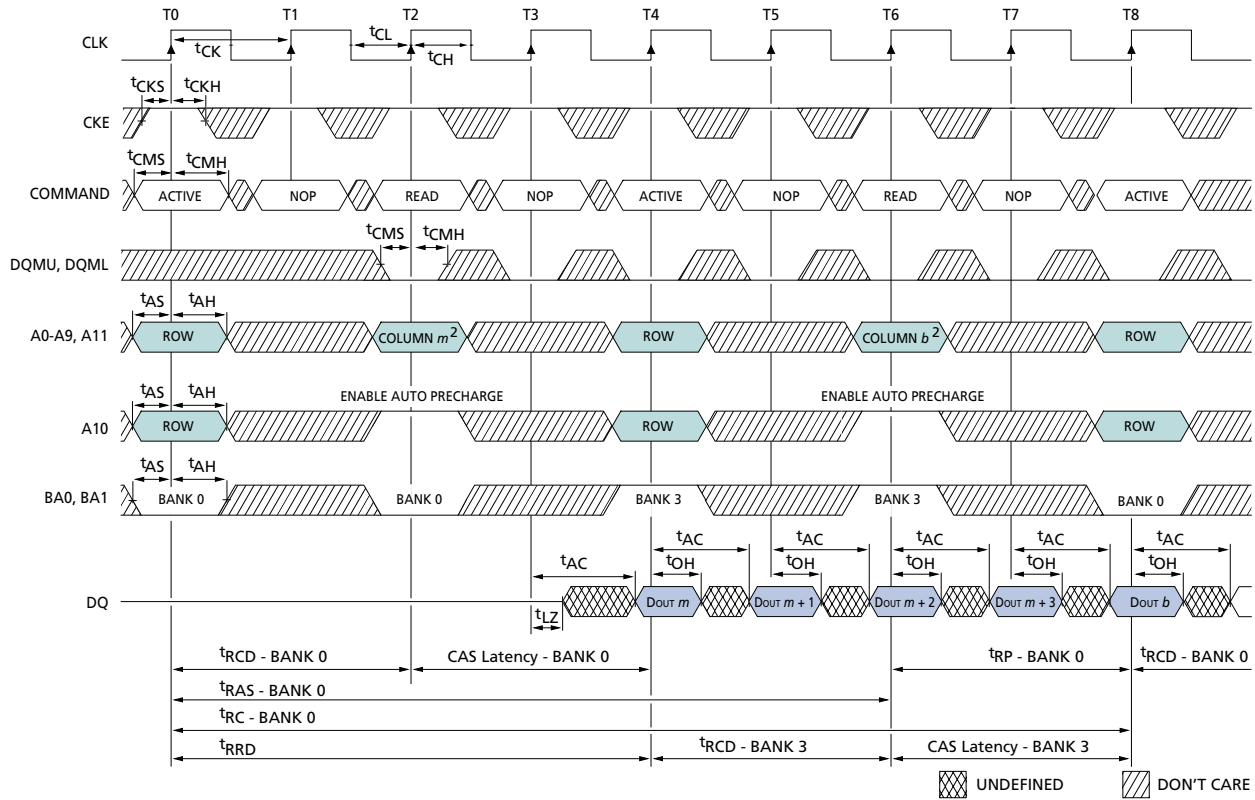 T0 T1 T2 T3 T4 T5 T6 T7 T8
CLK
tCK tCL tCH
tCKS tCKH
CKE
tCMS tCMH
COMMAND ACTIVE NOP READ NOP ACTIVE NOP READ NOP ACTIVE
tCMS tCMH
DQMU, DQML
tAS tAH
A0-A9, A11 ROW COLUMN m2 ROW COLUMN b2 ROW
tAS tAH
ENABLE AUTO PRECHARGE ENABLE AUTO PRECHARGE
A10 ROW ROW ROW
tAS tAH
BA0, BA1 BANK 0 BANK 0 BANK 3 BANK 3 BANK 0
tAC tAC tAC tAC tAC tAC
tOH tOH tOH tOH tOH
DQ DOUT m DOUT m + 1 DOUT m + 2 DOUT m + 3 DOUT b
tLZ
tRCD - BANK 0 CAS Latency - BANK 0 tRP - BANK 0 tRCD - BANK 0
tRAS - BANK 0
tRC - BANK 0
tRRD tRCD - BANK 3 CAS Latency - BANK 3
UNDEFINED DON'T CARE